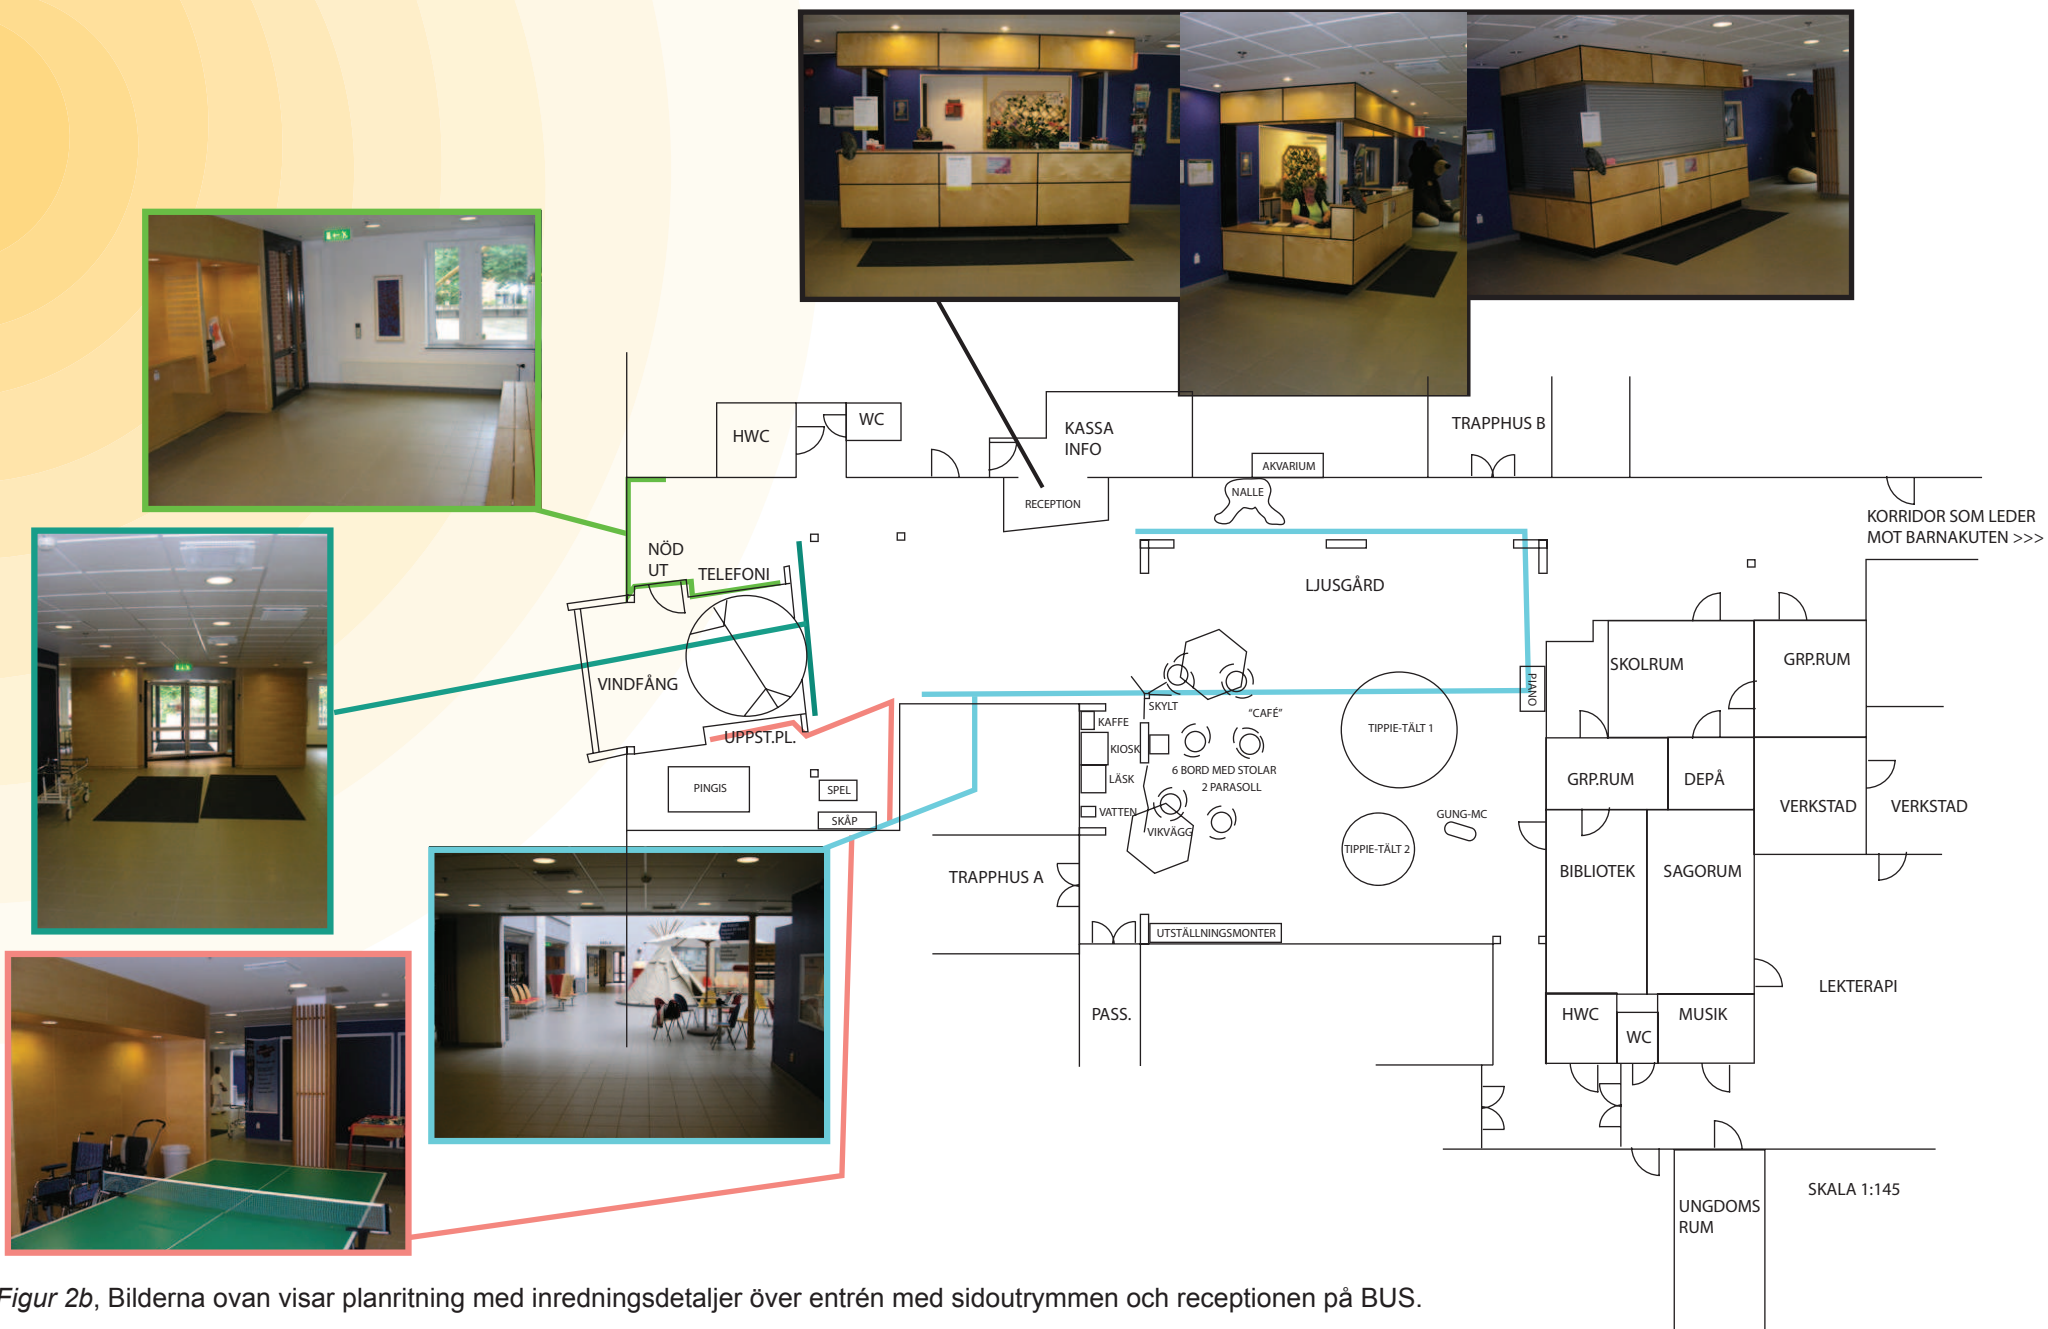 HWC
WC
KASSA
INFO
TRAPPHUS B
AKVARIUM
NALLE
RECEPTION
KORRIDOR SOM LEDER
MOT BARNAKUTEN >>>
NÖD
UT
TELEFONI
LJUSGÅRD
VINDFÅNG
SKOLRUM
GRP.RUM
PIANO
SKYLT
"CAFÉ"
KAFFE
TIPPIE-TÄLT 1
UPPST.PL.
KIOSK
6 BORD MED STOLAR
2 PARASOLL
LÄSK
GRP.RUM
DEPÅ
PINGIS
SPEL
VERKSTAD
VERKSTAD
VATTEN
GUNG-MC
SKÅP
VIKVÄGG
TIPPIE-TÄLT 2
TRAPPHUS A
BIBLIOTEK
SAGORUM
UTSTÄLLNINGSMONTER
LEKTERAPI
PASS.
HWC
WC
MUSIK
SKALA 1:145
UNGDOMS
RUM
Figur 2b, Bilderna ovan visar planritning med inredningsdetaljer över entrén med sidoutrymmen och receptionen på BUS.